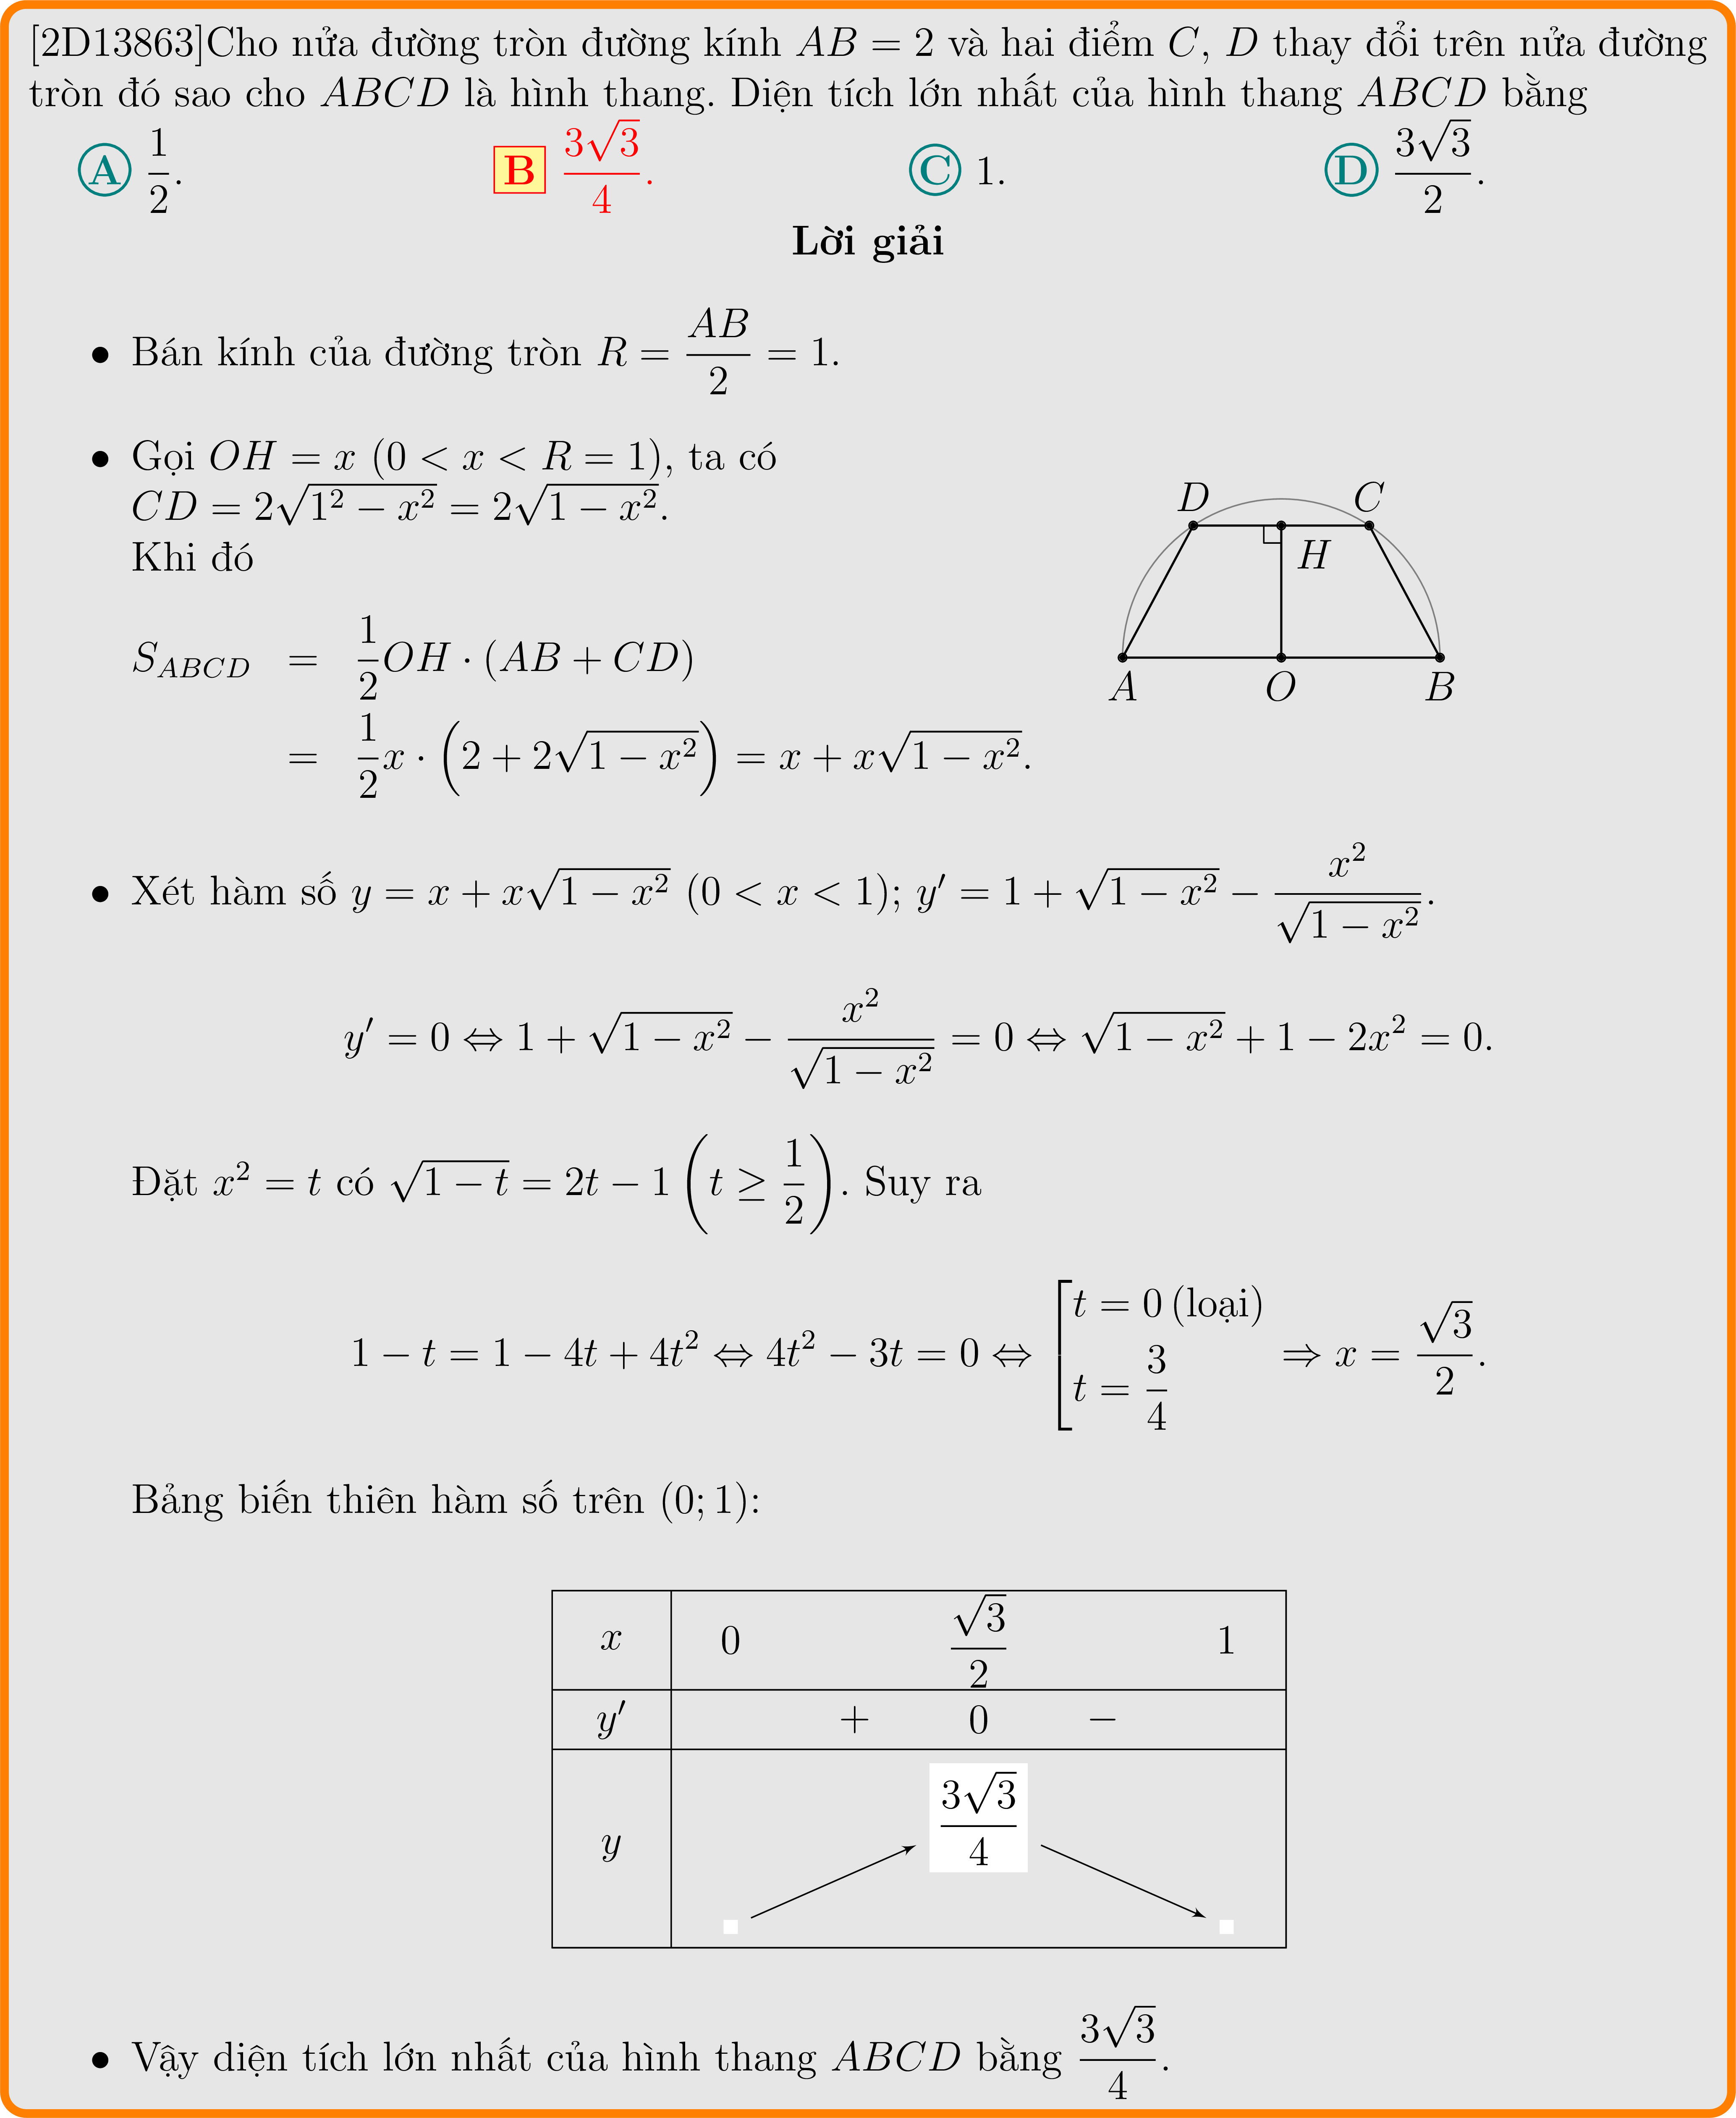 [2D13863]Cho nửa đường tròn đường kính AB = 2 và hai điểm C, D thay đổi trên nửa đường
tròn đó sao cho ABCD là hình thang. Diện tích lớn nhất của hình thang ABCD bằng
A $\frac{1}{2}$. B $\frac{3\sqrt{3}}{4}$. C 1. D $\frac{3\sqrt{3}}{2}$.
Lời giải
• Bán kính của đường tròn $R = \frac{AB}{2} = 1$.
• Gọi OH = x (0 < x < R = 1), ta có
$CD = 2\sqrt{1^2 - x^2} = 2\sqrt{1 - x^2}$.
Khi đó
D C
H
A O B
$S_{ABCD} = \frac{1}{2}OH \cdot (AB + CD)$
$= \frac{1}{2}x \cdot \left(2 + 2\sqrt{1 - x^2}\right) = x + x\sqrt{1 - x^2}$.
• Xét hàm số $y = x + x\sqrt{1 - x^2}$ (0 < x < 1); $y' = 1 + \sqrt{1 - x^2} - \frac{x^2}{\sqrt{1 - x^2}}$.
$y' = 0 \Leftrightarrow 1 + \sqrt{1 - x^2} - \frac{x^2}{\sqrt{1 - x^2}} = 0 \Leftrightarrow \sqrt{1 - x^2} + 1 - 2x^2 = 0$.
Đặt $x^2 = t$ có $\sqrt{1 - t} = 2t - 1 \left(t \geq \frac{1}{2}\right)$. Suy ra
$1 - t = 1 - 4t + 4t^2 \Leftrightarrow 4t^2 - 3t = 0 \Leftrightarrow \left[\begin{array}{l} t = 0 \text{ (loại)} \\ t = \frac{3}{4} \end{array}\right. \Rightarrow x = \frac{\sqrt{3}}{2}$.
Bảng biến thiên hàm số trên (0; 1):
x 0 $\frac{\sqrt{3}}{2}$ 1
y′ + 0 −
y $\frac{3\sqrt{3}}{4}$
• Vậy diện tích lớn nhất của hình thang ABCD bằng $\frac{3\sqrt{3}}{4}$.